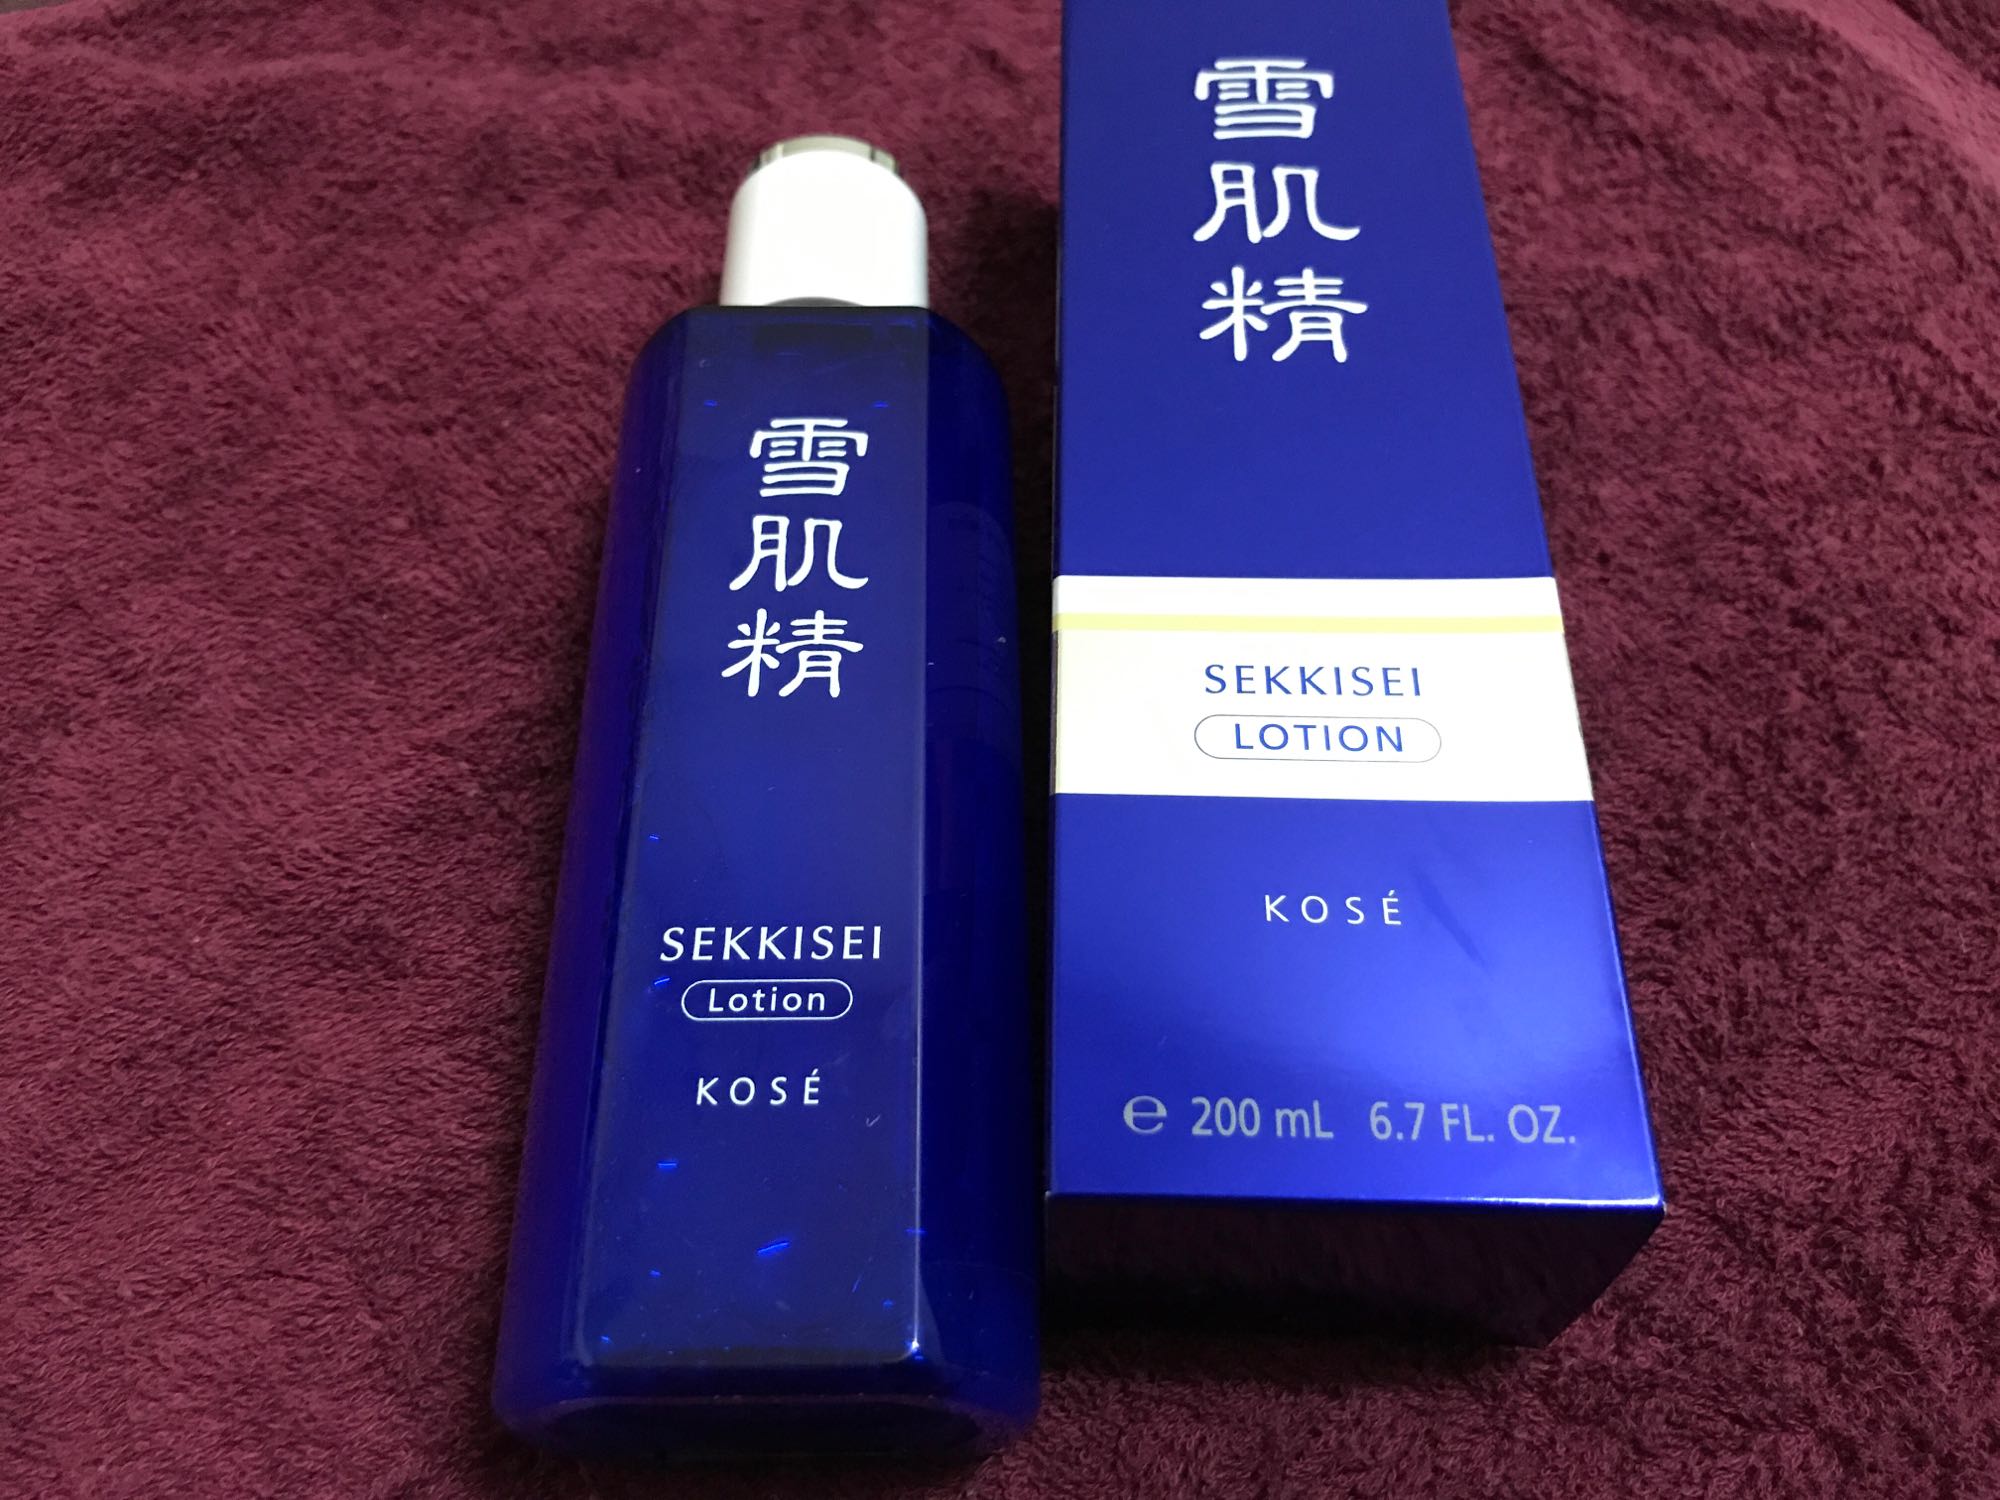 雪肌精
SEKKISEI
Lotion
KOSÉ
雪肌精
SEKKISEI
LOTION
KOSÉ
℮ 200 mL 6.7 FL. OZ.